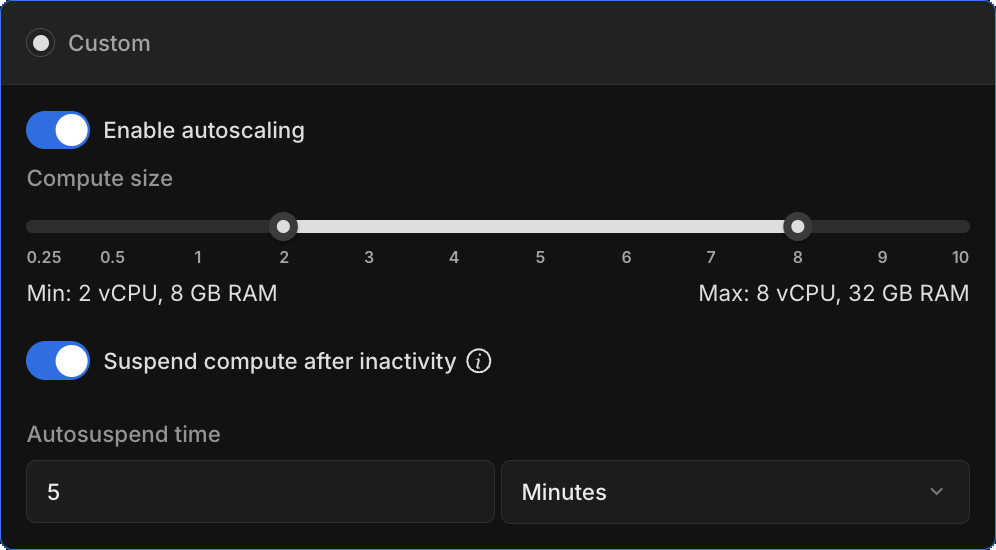 Custom
Enable autoscaling
Compute size
0.25 0.5 1 2 3 4 5 6 7 8 9 10
Min: 2 vCPU, 8 GB RAM Max: 8 vCPU, 32 GB RAM
Suspend compute after inactivity i
Autosuspend time
5 Minutes